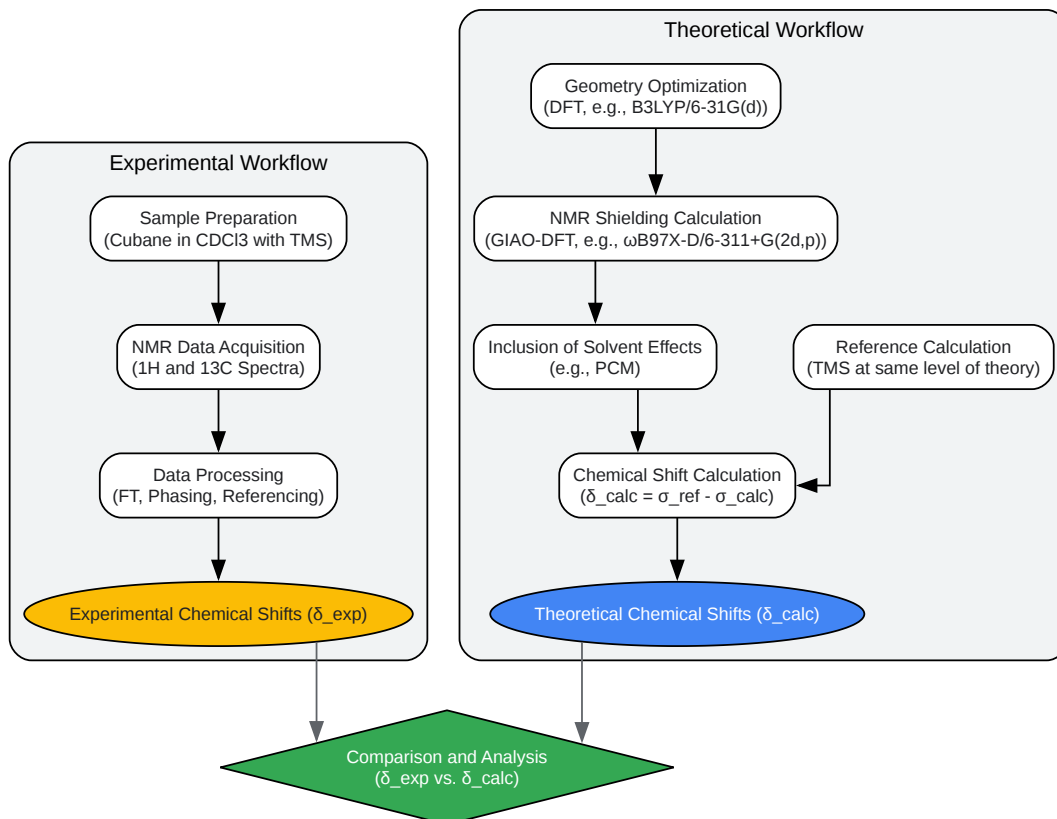 Experimental Workflow
Sample Preparation
(Cubane in CDCl3 with TMS)
NMR Data Acquisition
(1H and 13C Spectra)
Data Processing
(FT, Phasing, Referencing)
Experimental Chemical Shifts (δ_exp)
Theoretical Workflow
Geometry Optimization
(DFT, e.g., B3LYP/6-31G(d))
NMR Shielding Calculation
(GIAO-DFT, e.g., ωB97X-D/6-311+G(2d,p))
Inclusion of Solvent Effects
(e.g., PCM)
Reference Calculation
(TMS at same level of theory)
Chemical Shift Calculation
(δ_calc = σ_ref - σ_calc)
Theoretical Chemical Shifts (δ_calc)
Comparison and Analysis
(δ_exp vs. δ_calc)